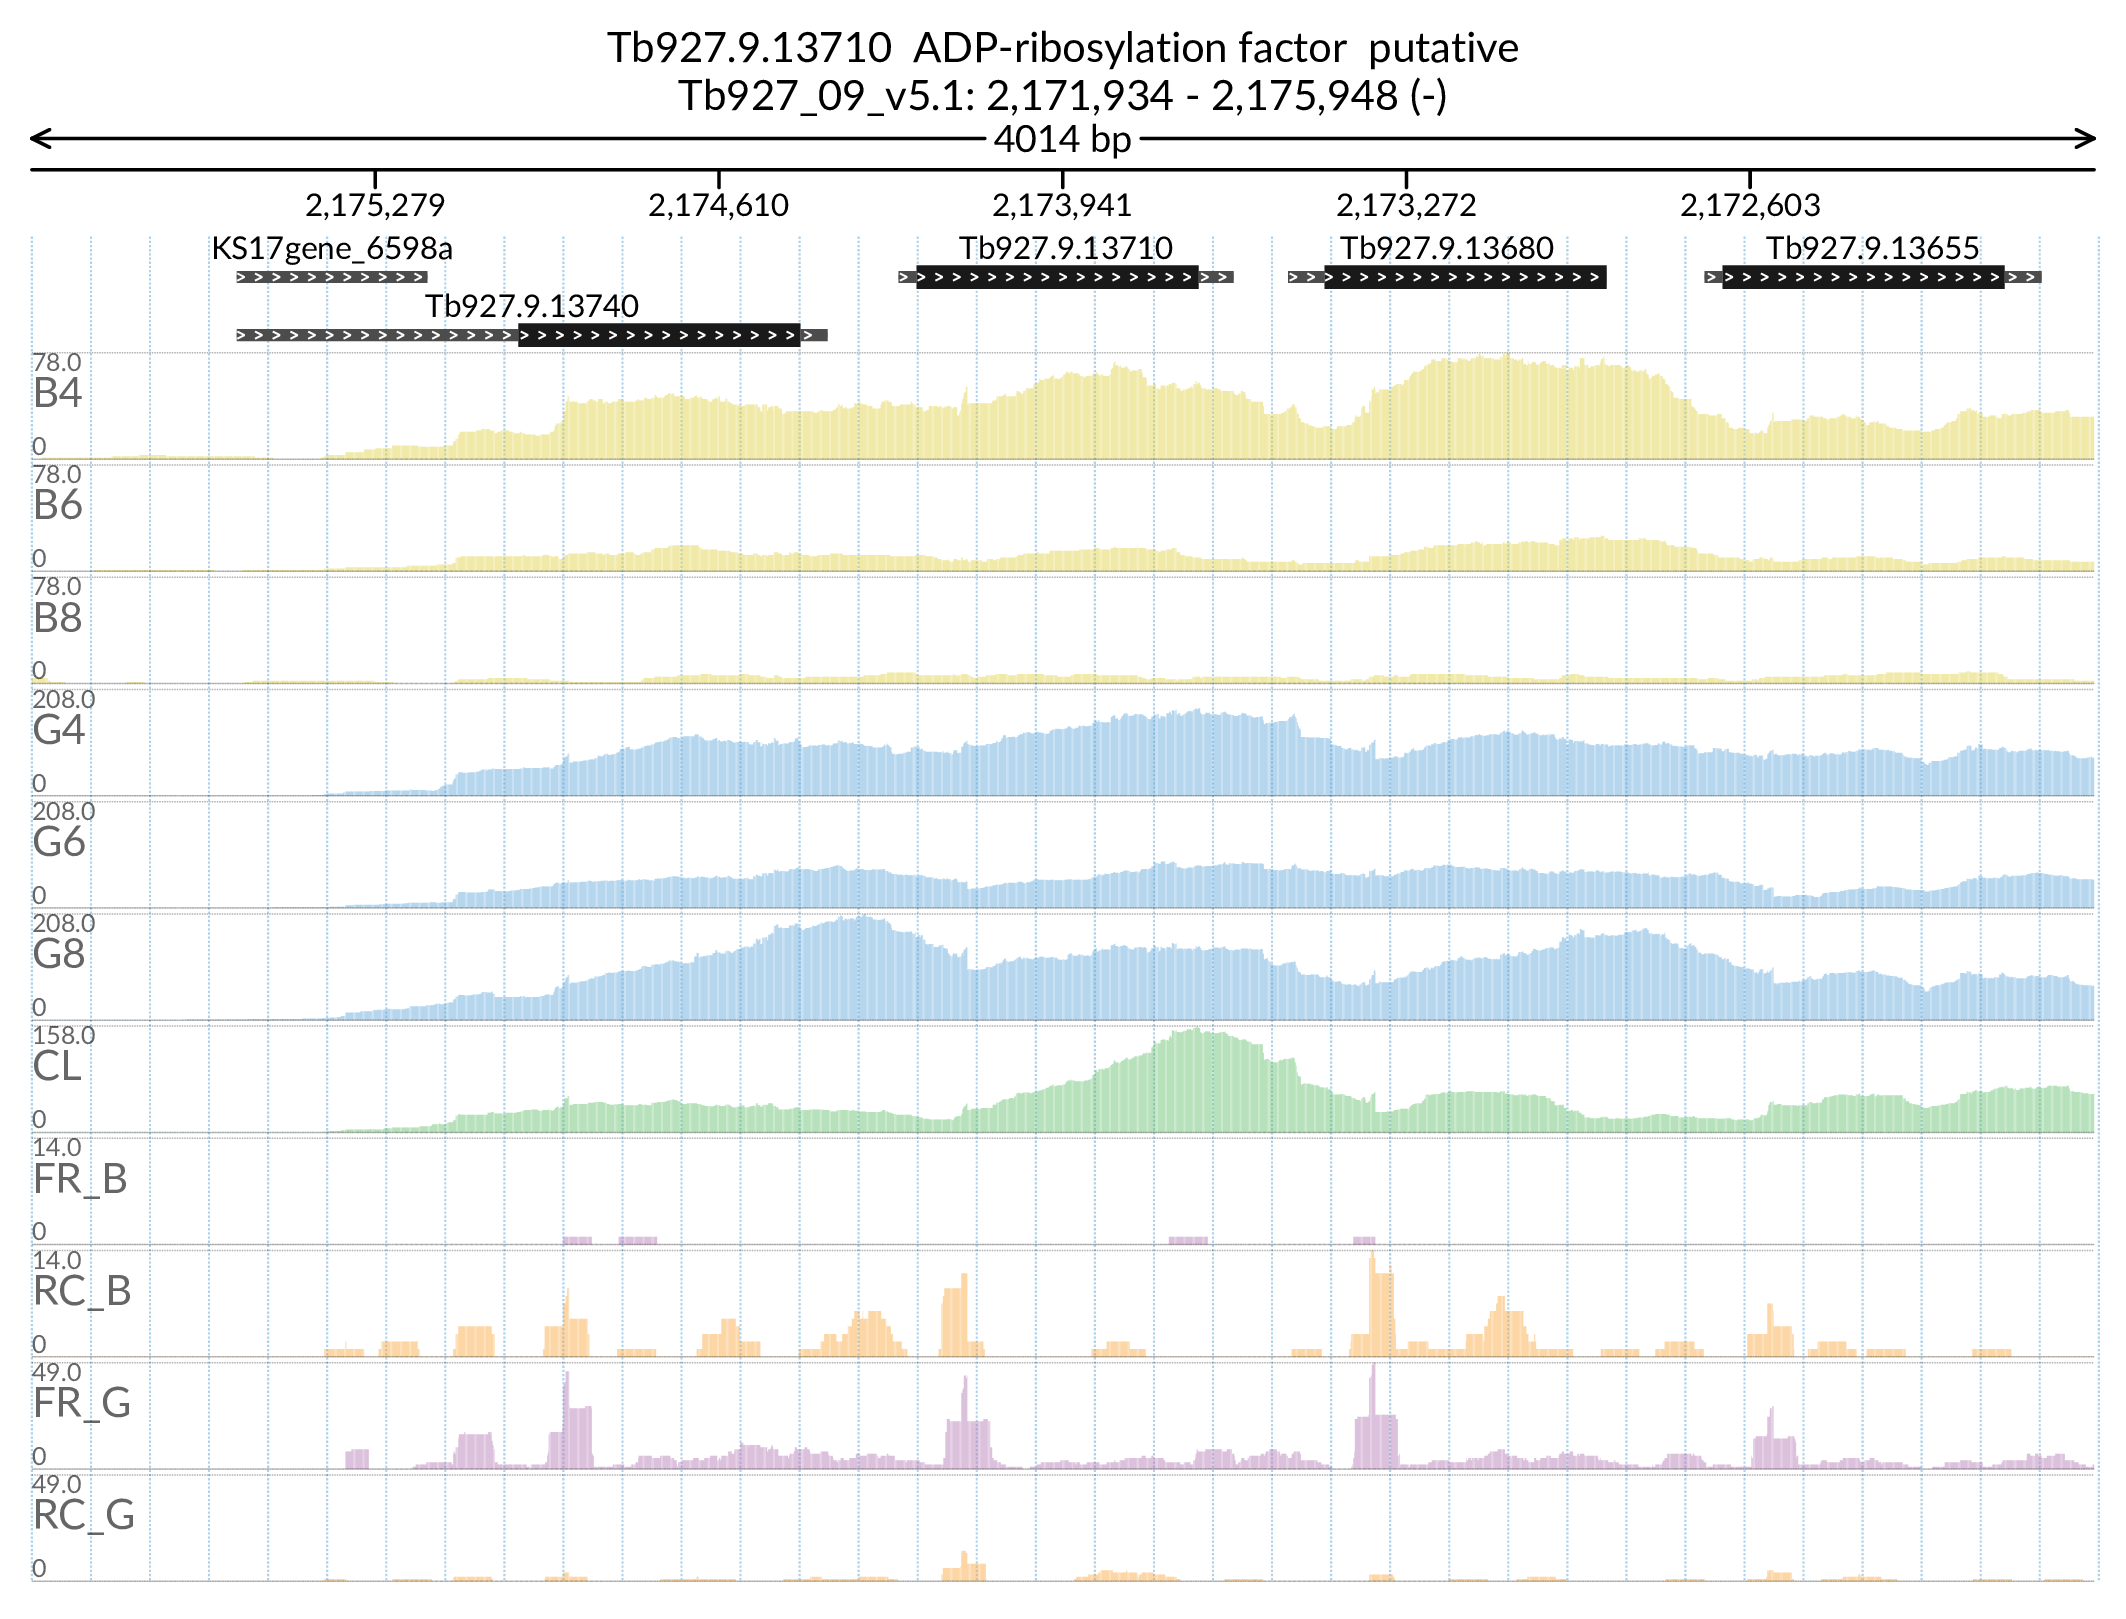 Tb927.9.13710  ADP-ribosylation factor  putative
Tb927_09_v5.1: 2,171,934 - 2,175,948 (-)
4014 bp
2,175,279 2,174,610 2,173,941 2,173,272 2,172,603
KS17gene_6598a Tb927.9.13710 Tb927.9.13680 Tb927.9.13655
Tb927.9.13740
78.0
B4
0
78.0
B6
0
78.0
B8
0
208.0
G4
0
208.0
G6
0
208.0
G8
0
158.0
CL
0
14.0
FR_B
0
14.0
RC_B
0
49.0
FR_G
0
49.0
RC_G
0